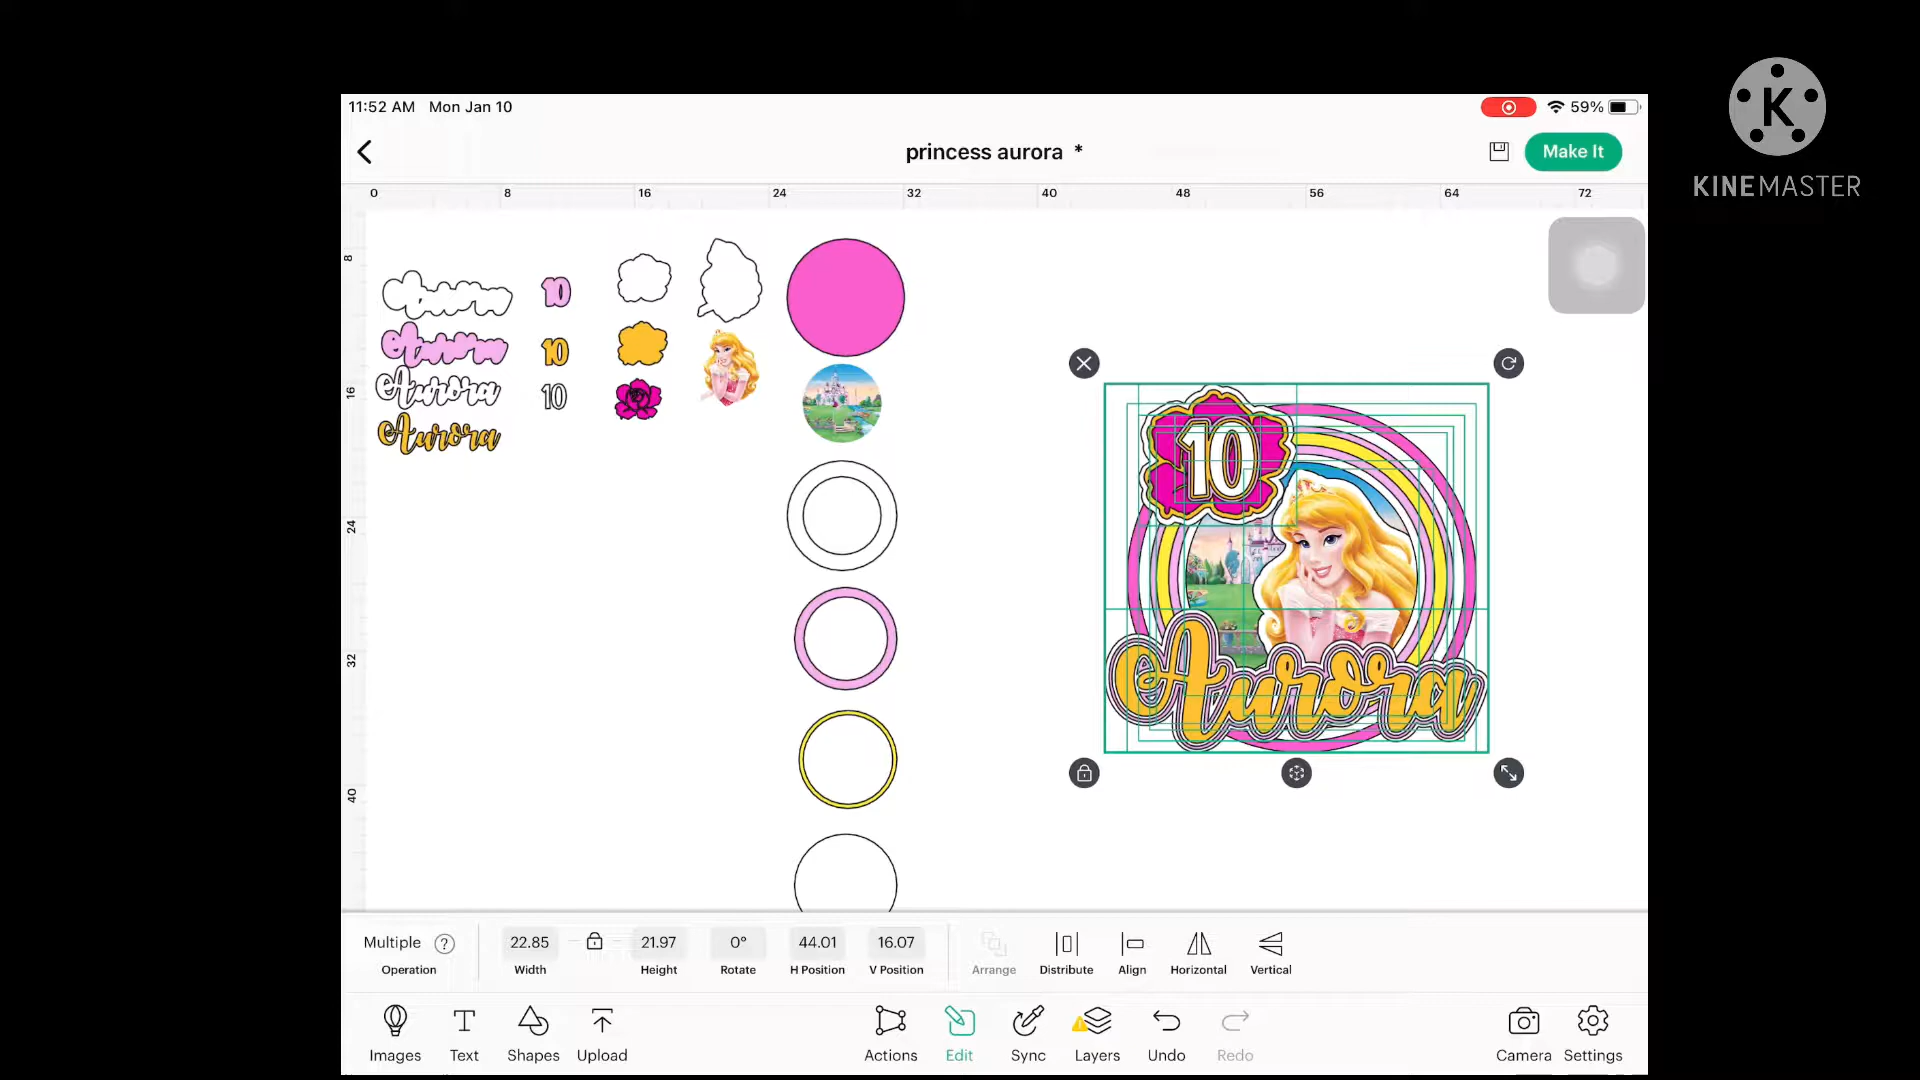 11:52 AM Mon Jan 10
59%
K
KINEMASTER
princess aurora *
Make It
0 8 16 24 32 40 48 56 64 72
8
16
24
32
40
Aurora
Aurora
Aurora
Aurora
10
10
10
10
Aurora
Multiple ?
Operation
22.85
Width
21.97
Height
0°
Rotate
44.01
H Position
16.07
V Position
Arrange
Distribute
Align
Horizontal
Vertical
Images
Text
Shapes
Upload
Actions
Edit
Sync
Layers
Undo
Redo
Camera
Settings